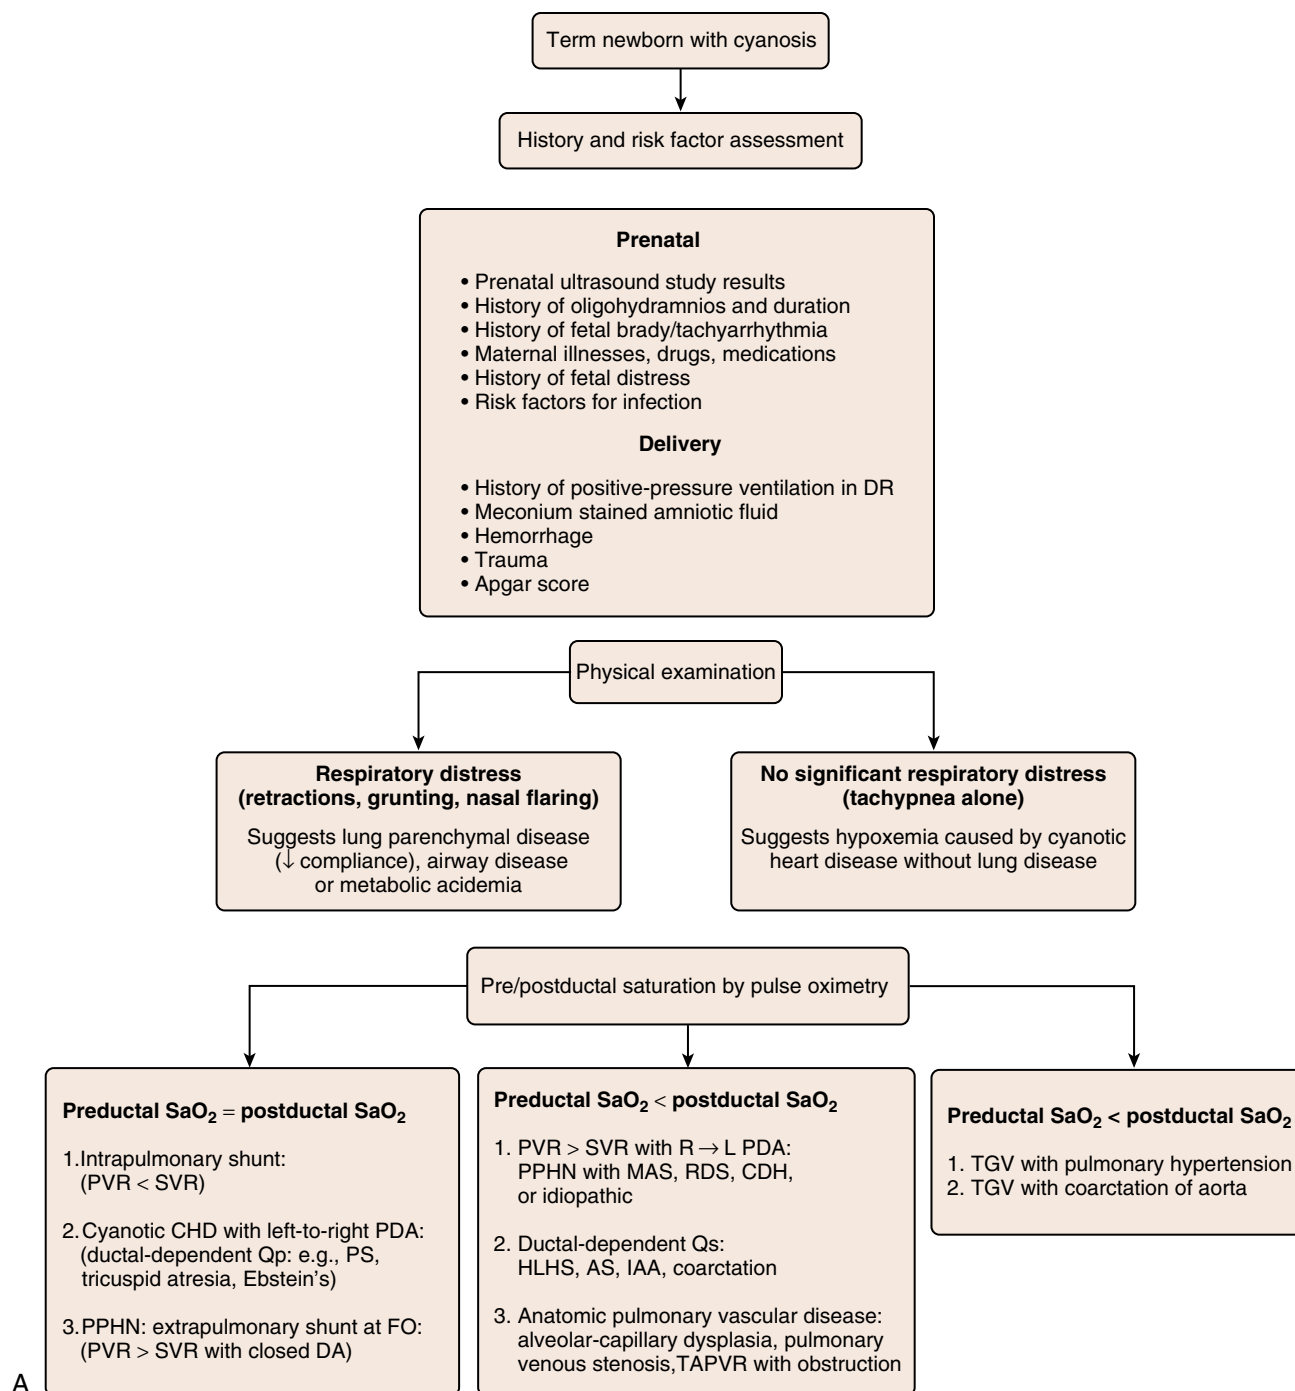 Term newborn with cyanosis
History and risk factor assessment
Prenatal
• Prenatal ultrasound study results
• History of oligohydramnios and duration
• History of fetal brady/tachyarrhythmia
• Maternal illnesses, drugs, medications
• History of fetal distress
• Risk factors for infection
Delivery
• History of positive-pressure ventilation in DR
• Meconium stained amniotic fluid
• Hemorrhage
• Trauma
• Apgar score
Physical examination
Respiratory distress
(retractions, grunting, nasal flaring)
Suggests lung parenchymal disease
(↓ compliance), airway disease
or metabolic acidemia
No significant respiratory distress
(tachypnea alone)
Suggests hypoxemia caused by cyanotic
heart disease without lung disease
Pre/postductal saturation by pulse oximetry
Preductal SaO₂ = postductal SaO₂
1.Intrapulmonary shunt:
(PVR < SVR)
2.Cyanotic CHD with left-to-right PDA:
(ductal-dependent Qp: e.g., PS,
tricuspid atresia, Ebstein's)
3.PPHN: extrapulmonary shunt at FO:
(PVR > SVR with closed DA)
Preductal SaO₂ < postductal SaO₂
1. PVR > SVR with R → L PDA:
PPHN with MAS, RDS, CDH,
or idiopathic
2. Ductal-dependent Qs:
HLHS, AS, IAA, coarctation
3. Anatomic pulmonary vascular disease:
alveolar-capillary dysplasia, pulmonary
venous stenosis,TAPVR with obstruction
Preductal SaO₂ < postductal SaO₂
1. TGV with pulmonary hypertension
2. TGV with coarctation of aorta
A